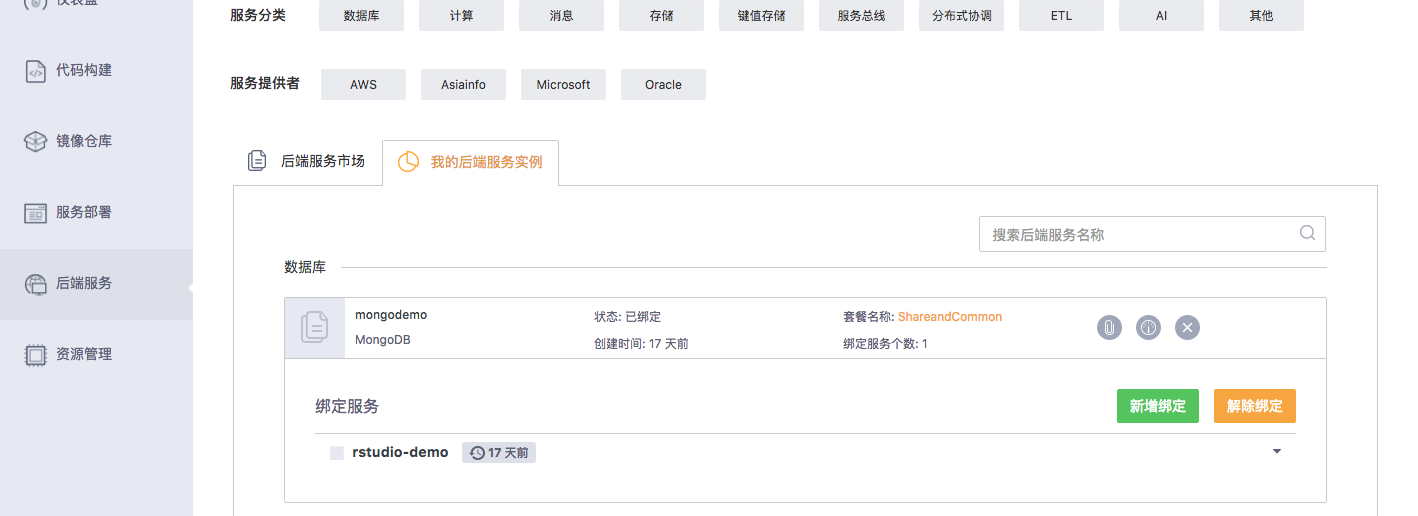 仪表盘
服务分类 数据库 计算 消息 存储 键值存储 服务总线 分布式协调 ETL AI 其他
代码构建
服务提供者 AWS Asiainfo Microsoft Oracle
镜像仓库
后端服务市场 我的后端服务实例
服务部署
搜索后端服务名称
数据库
后端服务
mongodemo 状态: 已绑定 套餐名称: ShareandCommon
MongoDB 创建时间: 17 天前 绑定服务个数: 1
资源管理
绑定服务 新增绑定 解除绑定
rstudio-demo 17 天前